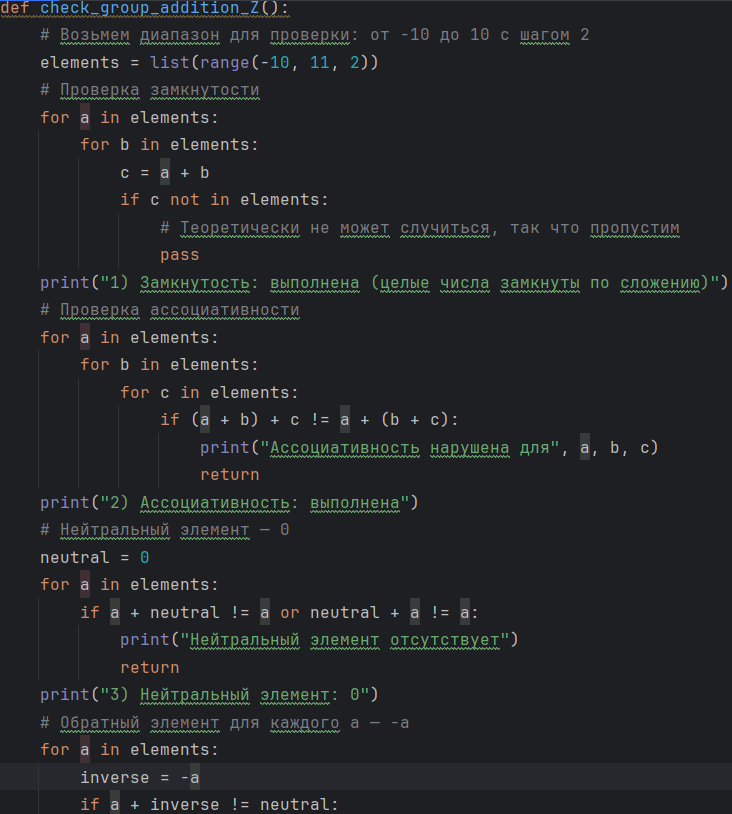 def check_group_addition_Z():
    # Возьмем диапазон для проверки: от -10 до 10 с шагом 2
    elements = list(range(-10, 11, 2))
    # Проверка замкнутости
    for a in elements:
        for b in elements:
            c = a + b
            if c not in elements:
                # Теоретически не может случиться, так что пропустим
                pass
    print("1) Замкнутость: выполнена (целые числа замкнуты по сложению)")
    # Проверка ассоциативности
    for a in elements:
        for b in elements:
            for c in elements:
                if (a + b) + c != a + (b + c):
                    print("Ассоциативность нарушена для", a, b, c)
                    return
    print("2) Ассоциативность: выполнена")
    # Нейтральный элемент — 0
    neutral = 0
    for a in elements:
        if a + neutral != a or neutral + a != a:
            print("Нейтральный элемент отсутствует")
            return
    print("3) Нейтральный элемент: 0")
    # Обратный элемент для каждого a — -a
    for a in elements:
        inverse = -a
        if a + inverse != neutral: